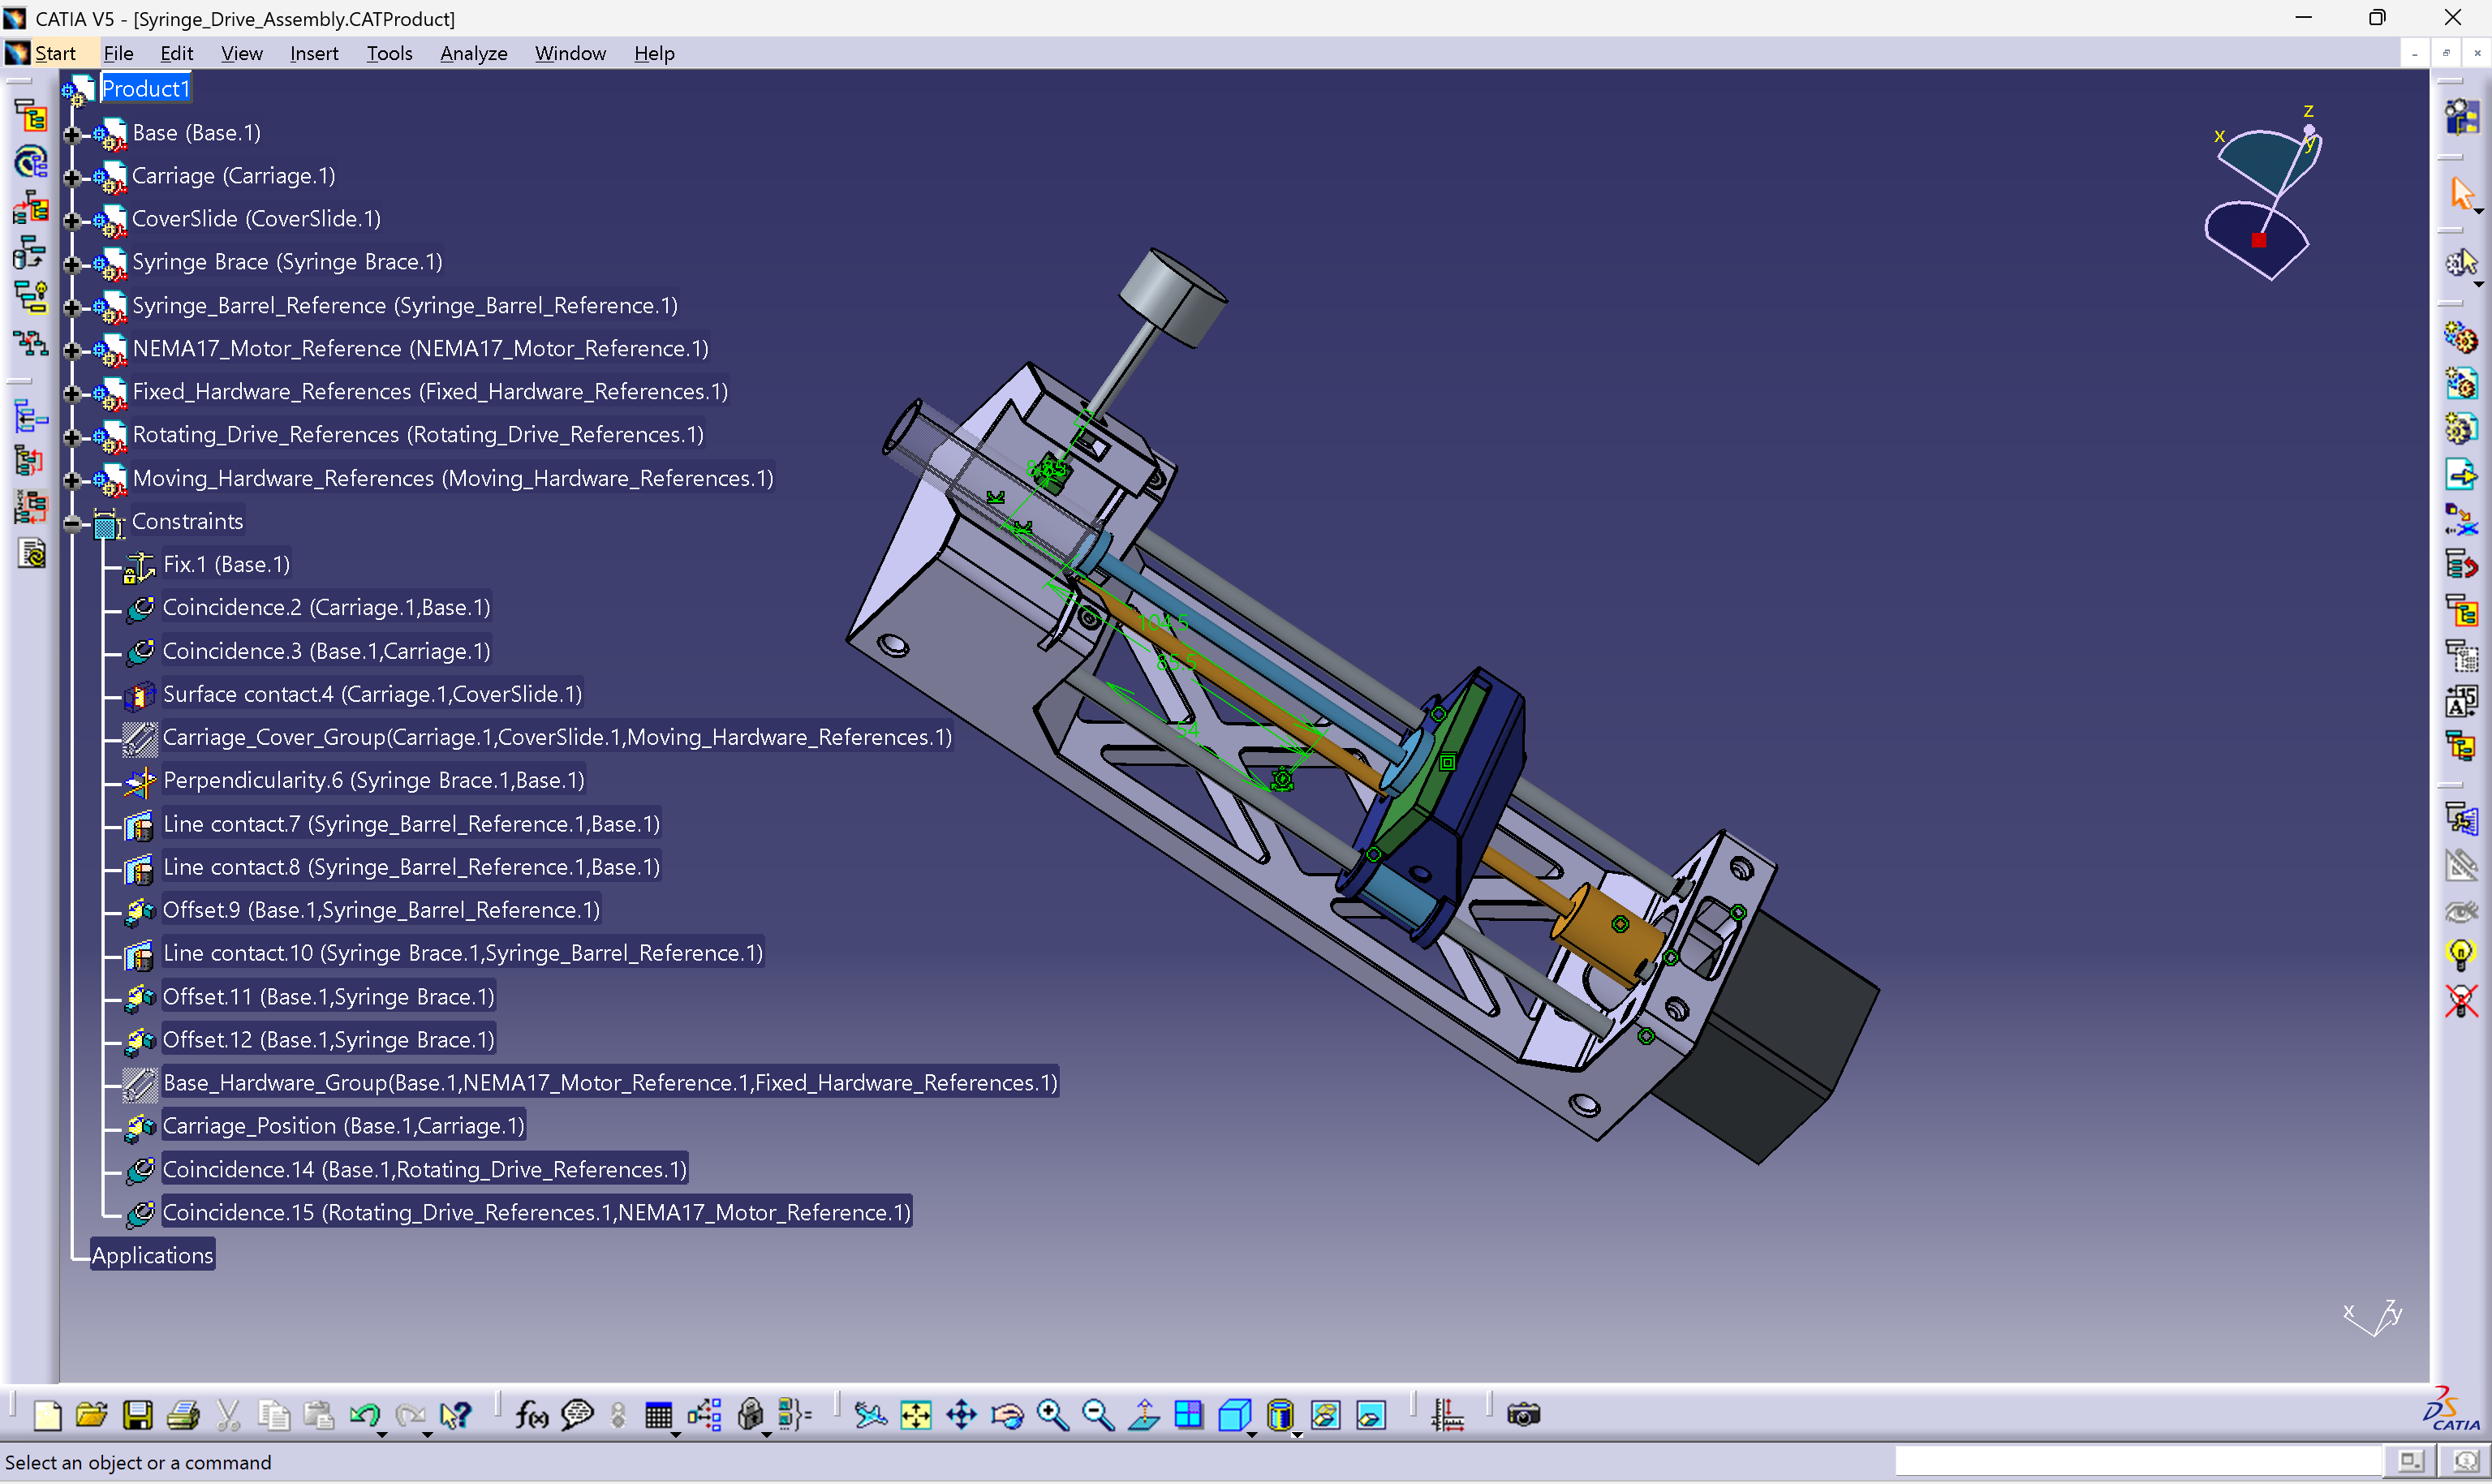 CATIA V5 - [Syringe_Drive_Assembly.CATProduct]
Start File Edit View Insert Tools Analyze Window Help
Product1
Base (Base.1)
Carriage (Carriage.1)
CoverSlide (CoverSlide.1)
Syringe Brace (Syringe Brace.1)
Syringe_Barrel_Reference (Syringe_Barrel_Reference.1)
NEMA17_Motor_Reference (NEMA17_Motor_Reference.1)
Fixed_Hardware_References (Fixed_Hardware_References.1)
Rotating_Drive_References (Rotating_Drive_References.1)
Moving_Hardware_References (Moving_Hardware_References.1)
Constraints
Fix.1 (Base.1)
Coincidence.2 (Carriage.1,Base.1)
Coincidence.3 (Base.1,Carriage.1)
Surface contact.4 (Carriage.1,CoverSlide.1)
Carriage_Cover_Group(Carriage.1,CoverSlide.1,Moving_Hardware_References.1)
Perpendicularity.6 (Syringe Brace.1,Base.1)
Line contact.7 (Syringe_Barrel_Reference.1,Base.1)
Line contact.8 (Syringe_Barrel_Reference.1,Base.1)
Offset.9 (Base.1,Syringe_Barrel_Reference.1)
Line contact.10 (Syringe Brace.1,Syringe_Barrel_Reference.1)
Offset.11 (Base.1,Syringe Brace.1)
Offset.12 (Base.1,Syringe Brace.1)
Base_Hardware_Group(Base.1,NEMA17_Motor_Reference.1,Fixed_Hardware_References.1)
Carriage_Position (Base.1,Carriage.1)
Coincidence.14 (Base.1,Rotating_Drive_References.1)
Coincidence.15 (Rotating_Drive_References.1,NEMA17_Motor_Reference.1)
Applications
z
x
y
104.5
85.5
54
x
z
y
f(x)
DS CATIA
Select an object or a command